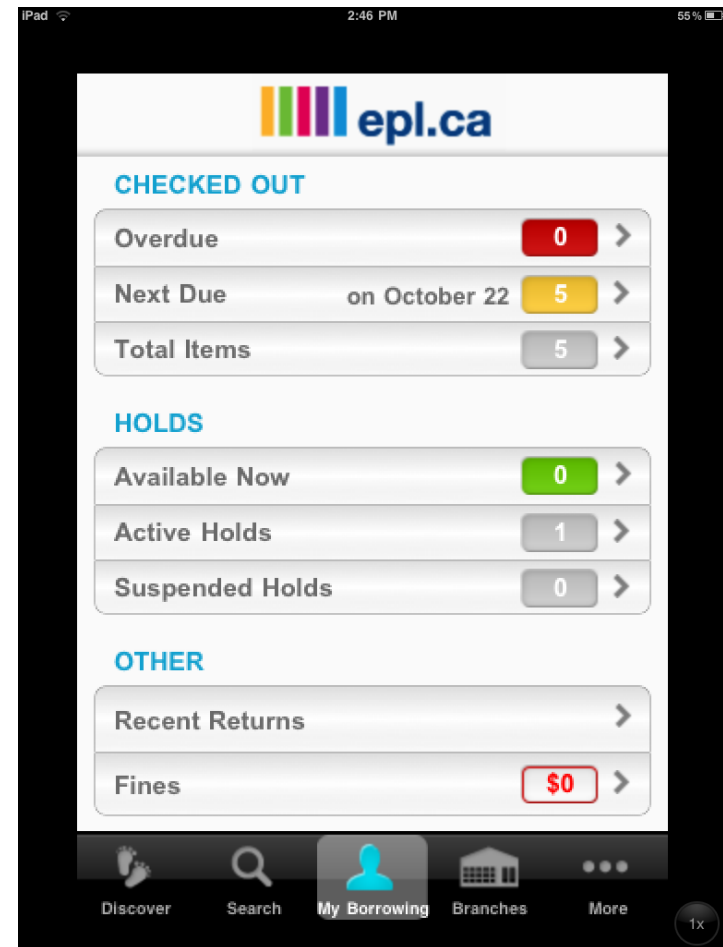 iPad 2:46 PM 55%
epl.ca
CHECKED OUT
Overdue 0
Next Due on October 22 5
Total Items 5
HOLDS
Available Now 0
Active Holds 1
Suspended Holds 0
OTHER
Recent Returns
Fines $0
Discover Search My Borrowing Branches More
1x